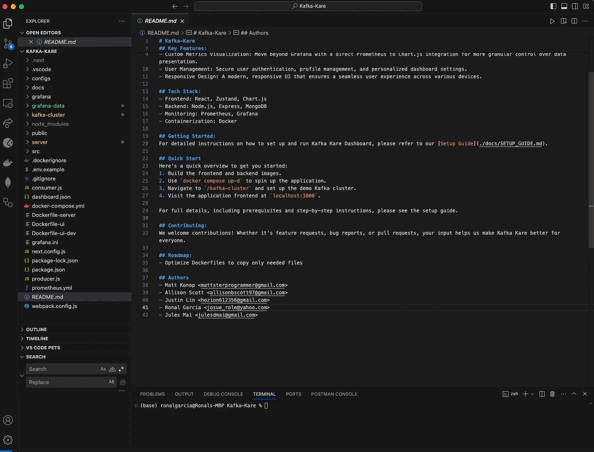 Kafka-Kare
EXPLORER
OPEN EDITORS
README.md
KAFKA-KARE
.next
.vscode
configs
docs
grafana
grafana-data
kafka-cluster
node_modules
public
server
src
.dockerignore
.env.example
.gitignore
consumer.js
dashboard.json
docker-compose.yml
Dockerfile-server
Dockerfile-ui
Dockerfile-ui-dev
grafana.ini
next.config.js
package-lock.json
package.json
producer.js
prometheus.yml
README.md
webpack.config.js
OUTLINE
TIMELINE
VS CODE PETS
SEARCH
Search
Replace
README.md
README.md > # Kafka-Kare > ## Authors
1 # Kafka-Kare
7 ## Key Features:
- Custom Metrics Visualization: Move beyond Grafana with a direct Prometheus to Chart.js integration for more granular control over data
presentation.
10 - User Management: Secure user authentication, profile management, and personalized dashboard settings.
11 - Responsive Design: A modern, responsive UI that ensures a seamless user experience across various devices.
12
13 ## Tech Stack:
14 - Frontend: React, Zustand, Chart.js
15 - Backend: Node.js, Express, MongoDB
16 - Monitoring: Prometheus, Grafana
17 - Containerization: Docker
18
19 ## Getting Started:
20 For detailed instructions on how to set up and run Kafka Kare Dashboard, please refer to our [Setup Guide](./docs/SETUP_GUIDE.md).
21
22 ## Quick Start
23 Here's a quick overview to get you started:
24 1. Build the frontend and backend images.
25 2. Use `docker compose up-d` to spin up the application.
26 3. Navigate to `/kafka-cluster` and set up the demo Kafka cluster.
27 4. Visit the application frontend at `localhost:3000`.
28
29 For full details, including prerequisites and step-by-step instructions, please see the setup guide.
30
31 ## Contributing:
32 We welcome contributions! Whether it's feature requests, bug reports, or pull requests, your input helps us make Kafka Kare better for
everyone.
33
34 ## Roadmap:
35 - Optimize Dockerfiles to copy only needed files
36
37 ## Authors
38 - Matt Konop <mattsterprogrammer@gmail.com>
39 - Allison Scott <allisonbscott97@gmail.com>
40 - Justin Lin <hozion612356@gmail.com>
41 - Ronal Garcia <josue_role@yahoo.com>
42 - Jules Mai <julesdmai@gmail.com>
PROBLEMS OUTPUT DEBUG CONSOLE TERMINAL PORTS POSTMAN CONSOLE
zsh
(base) ronalgarcia@Ronals-MBP Kafka-Kare %